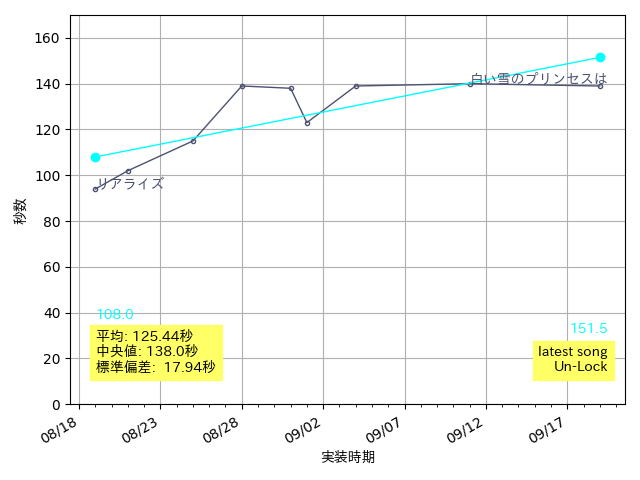 160
140
120
100
80
60
40
20
0
秒数
白い雪のプリンセスは
リアライズ
108.0
151.5
平均: 125.44秒
中央値: 138.0秒
標準偏差: 17.94秒
latest song
Un-Lock
08/18
08/23
08/28
09/02
09/07
09/12
09/17
実装時期